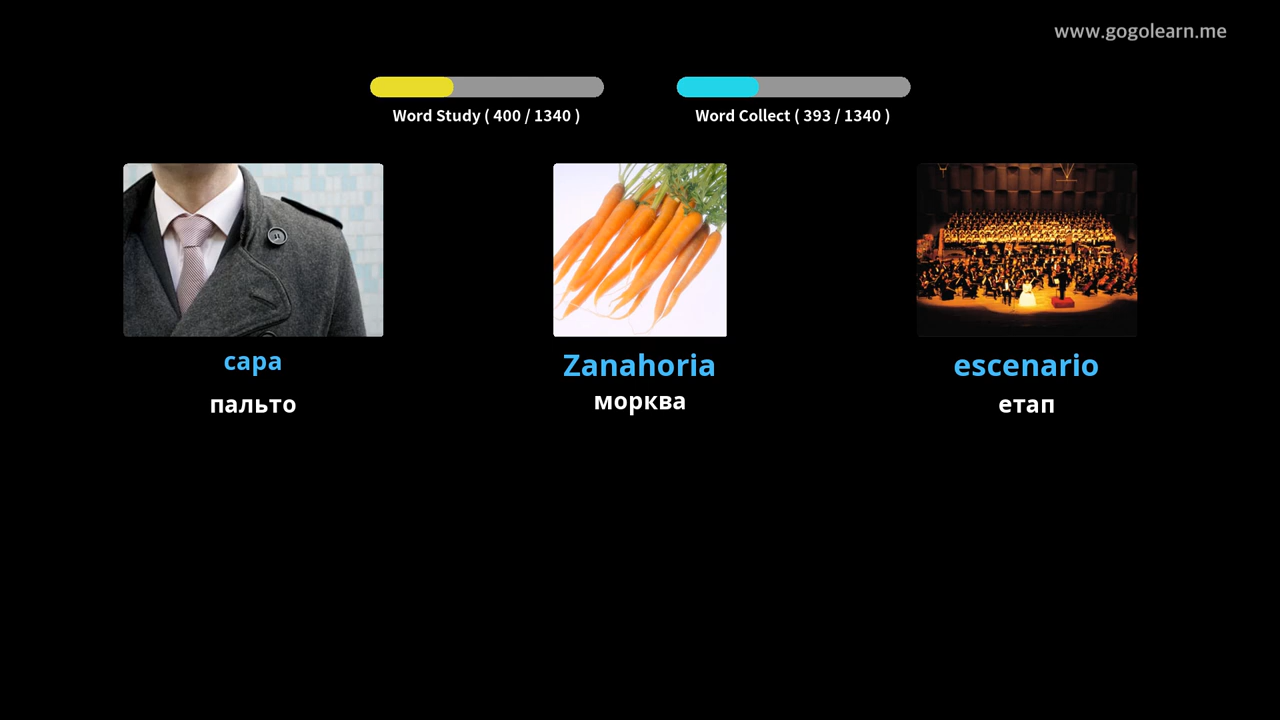 www.gogolearn.me
Word Study ( 400 / 1340 )
Word Collect ( 393 / 1340 )
capa
пальто
Zanahoria
морква
escenario
етап